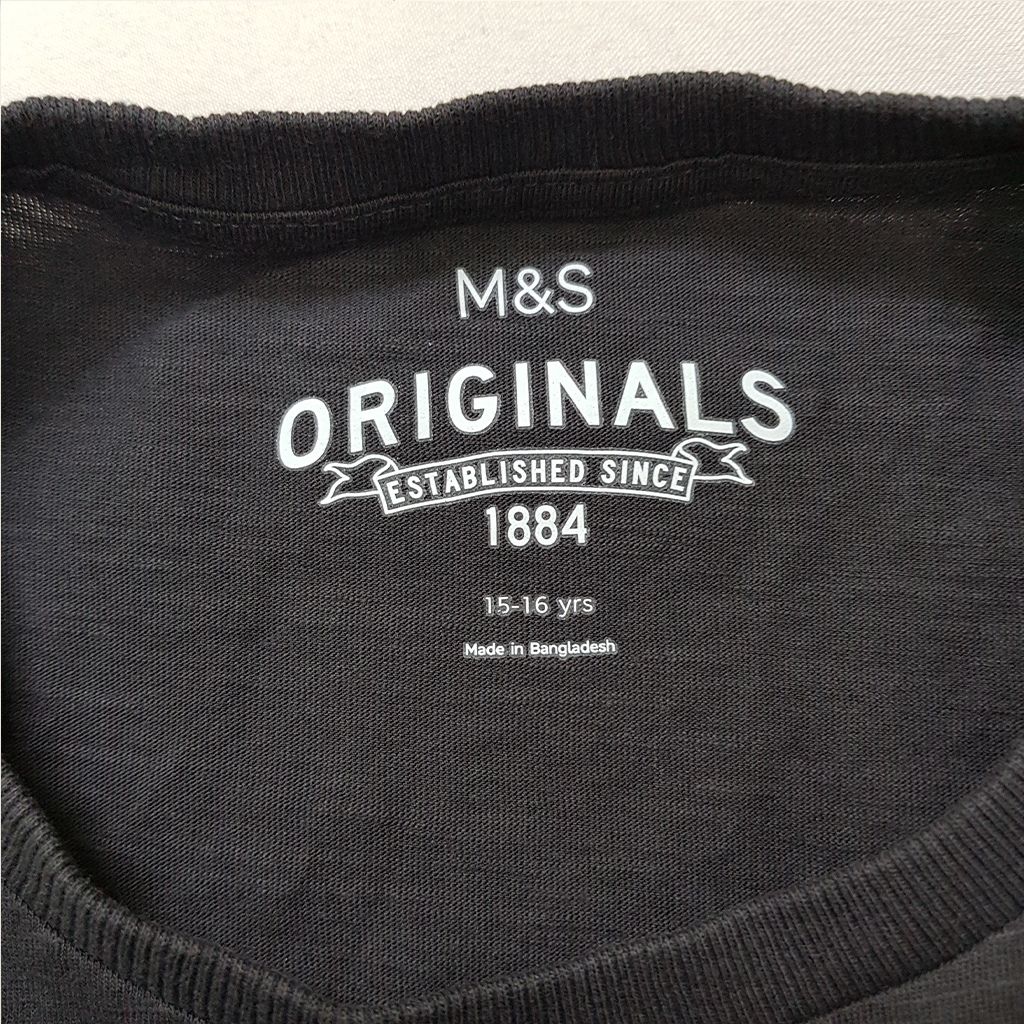 M&S
ORIGINALS
ESTABLISHED SINCE
1884
15-16 yrs
Made in Bangladesh